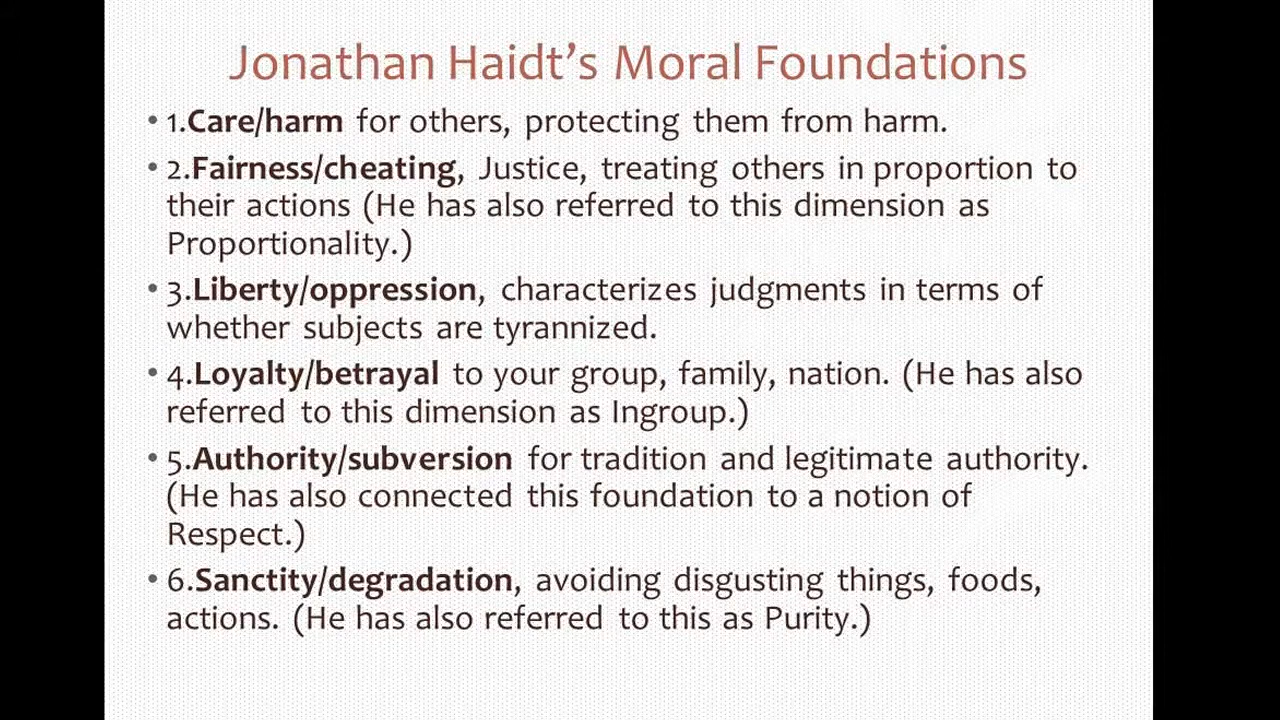 Jonathan Haidt’s Moral Foundations
• 1.Care/harm for others, protecting them from harm.
• 2.Fairness/cheating, Justice, treating others in proportion to
their actions (He has also referred to this dimension as
Proportionality.)
• 3.Liberty/oppression, characterizes judgments in terms of
whether subjects are tyrannized.
• 4.Loyalty/betrayal to your group, family, nation. (He has also
referred to this dimension as Ingroup.)
• 5.Authority/subversion for tradition and legitimate authority.
(He has also connected this foundation to a notion of
Respect.)
• 6.Sanctity/degradation, avoiding disgusting things, foods,
actions. (He has also referred to this as Purity.)